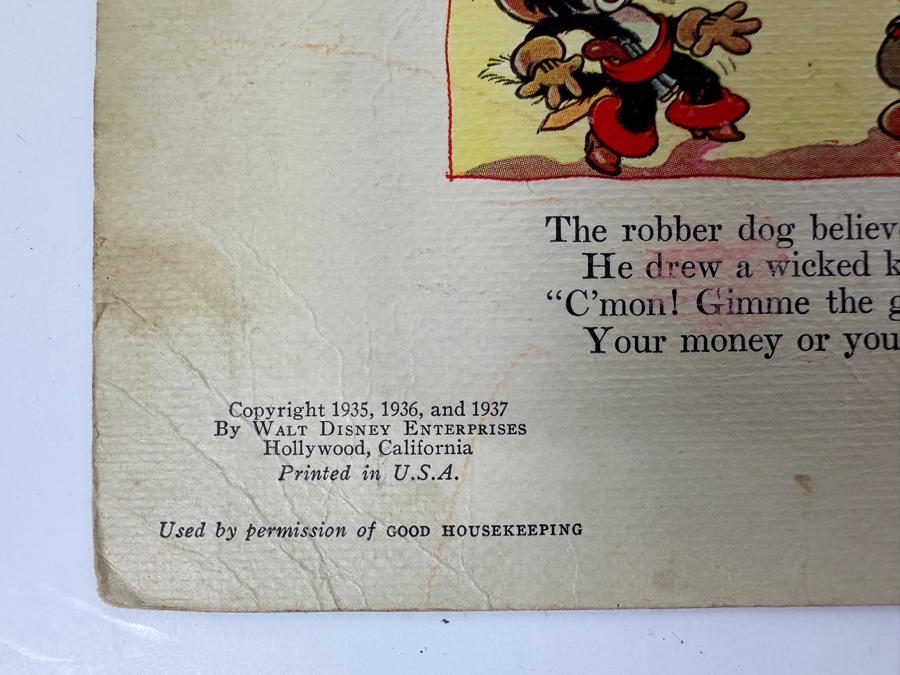 The robber dog believ
He drew a wicked k
“C’mon! Gimme the g
Your money or you
Copyright 1935, 1936, and 1937
By WALT DISNEY ENTERPRISES
Hollywood, California
Printed in U.S.A.
Used by permission of GOOD HOUSEKEEPING